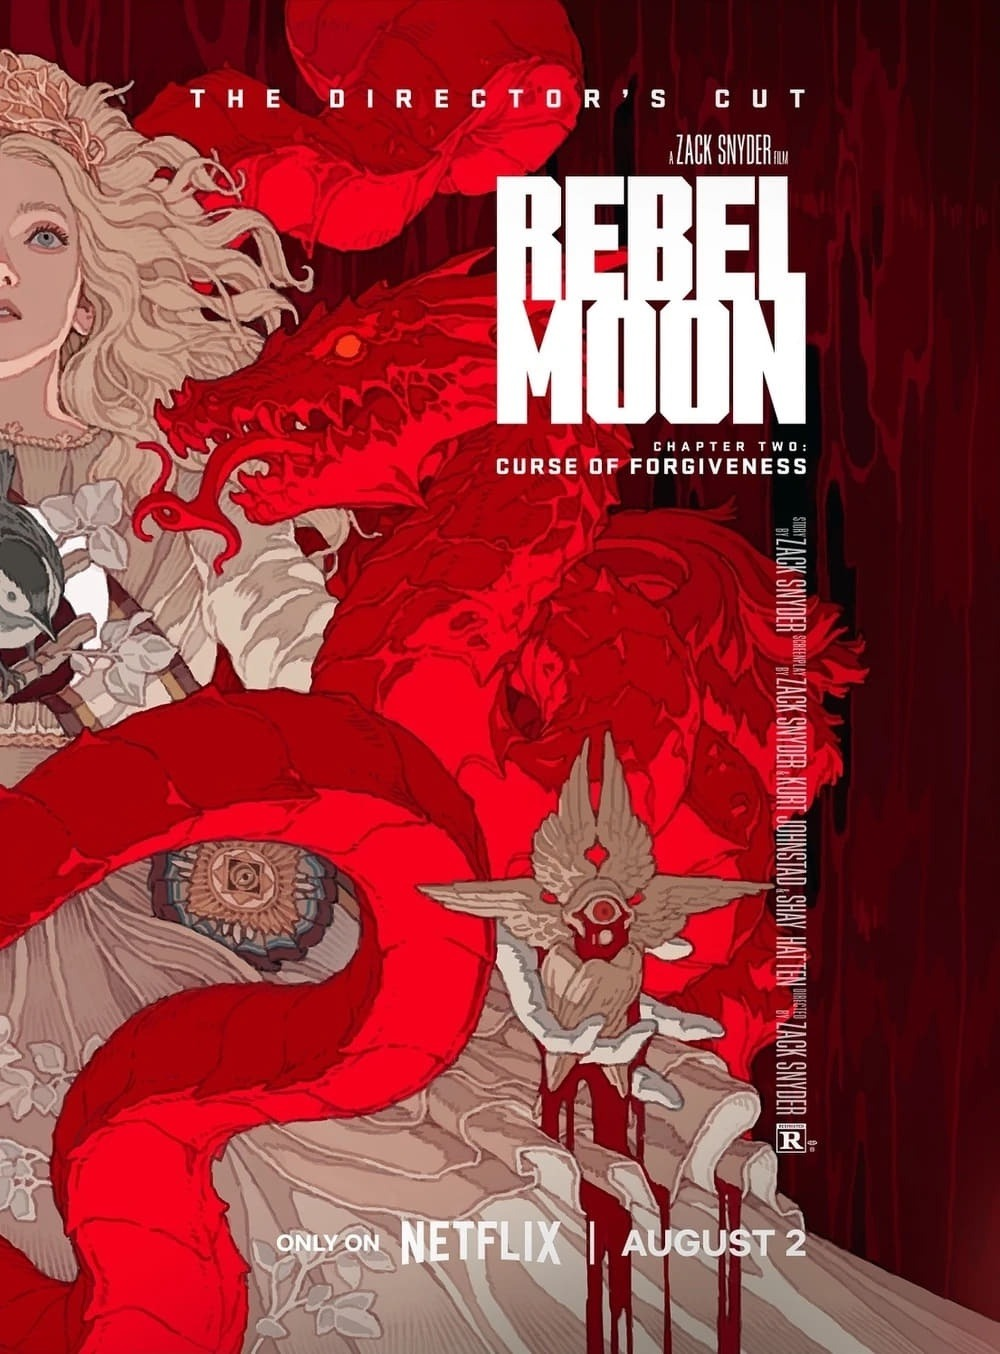 THE DIRECTOR'S CUT
A ZACK SNYDER FILM
REBEL
MOON
CHAPTER TWO:
CURSE OF FORGIVENESS
STORY BY ZACK SNYDER SCREENPLAY BY ZACK SNYDER & KURT JOHNSTAD & SHAY HATTEN DIRECTED BY ZACK SNYDER
RESTRICTED
R
ONLY ON NETFLIX | AUGUST 2